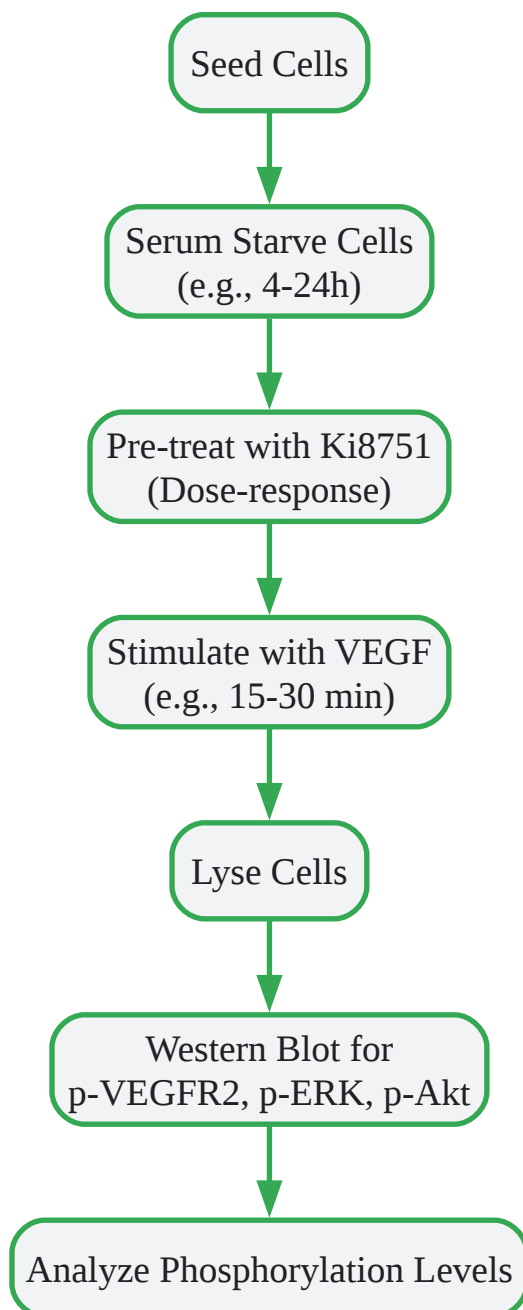 Seed Cells
Serum Starve Cells
(e.g., 4-24h)
Pre-treat with Ki8751
(Dose-response)
Stimulate with VEGF
(e.g., 15-30 min)
Lyse Cells
Western Blot for
p-VEGFR2, p-ERK, p-Akt
Analyze Phosphorylation Levels